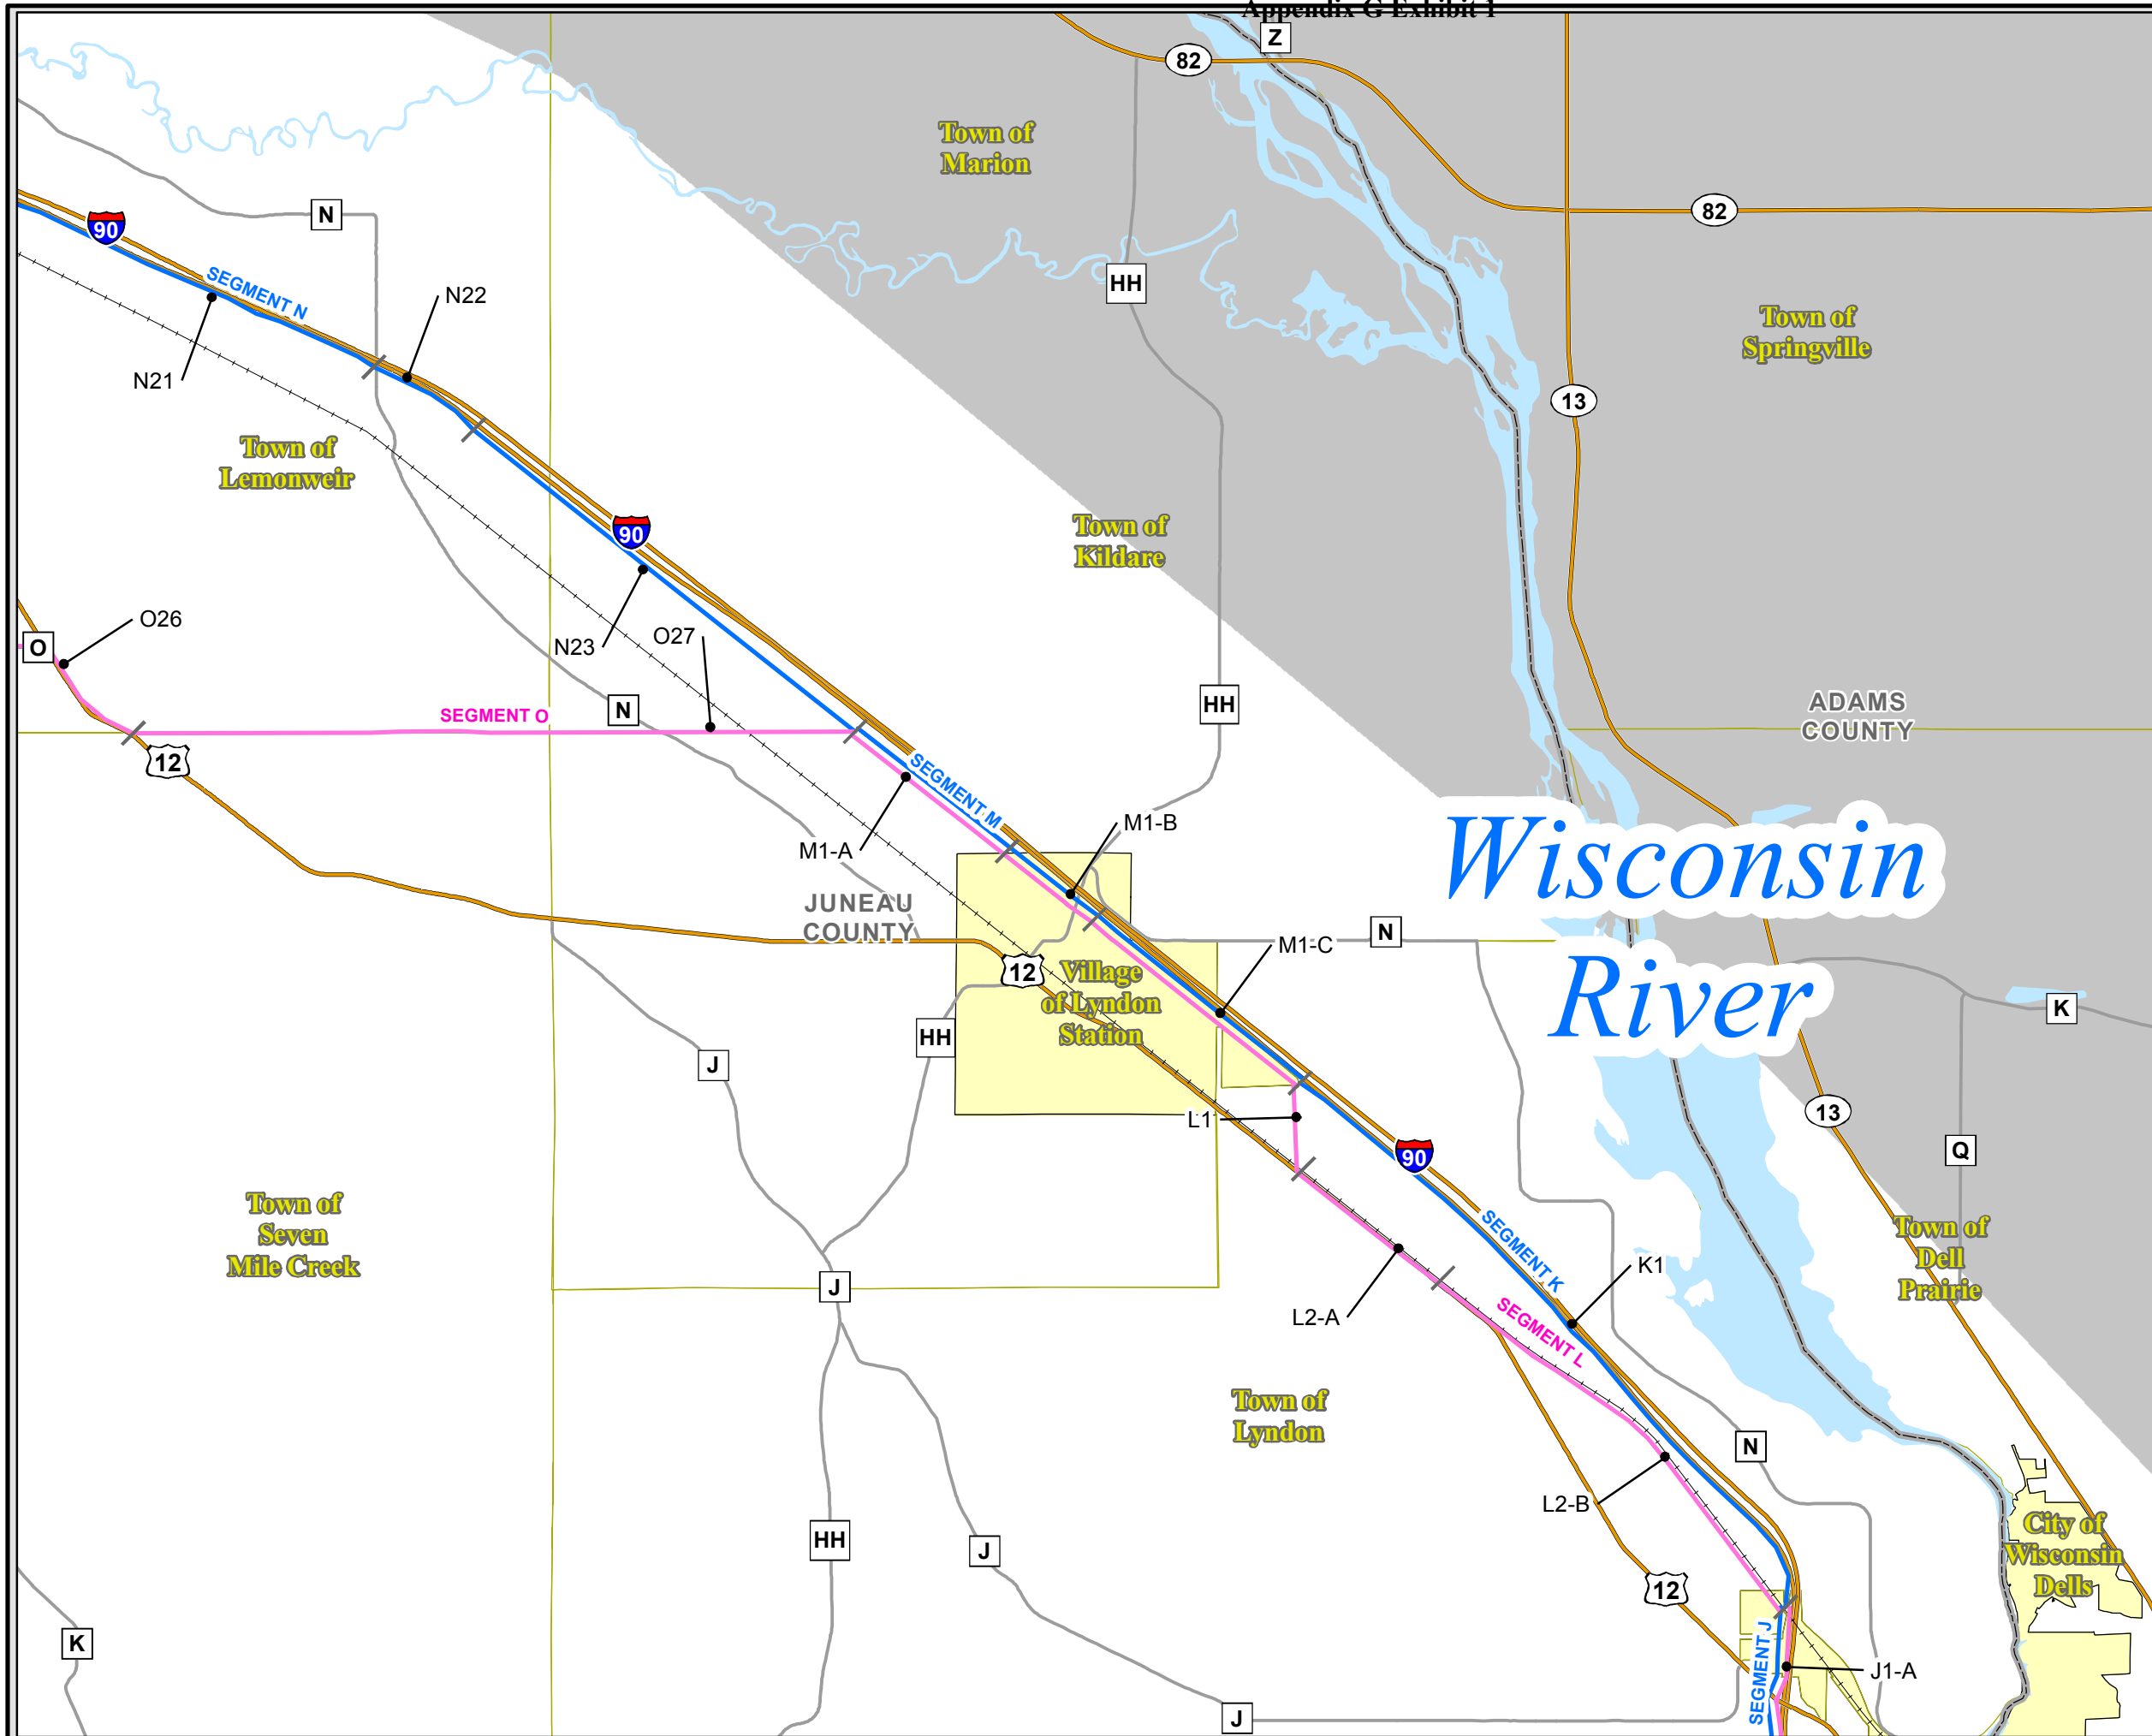 Appendix G Exhibit 1
Z
82
Town of
Marion
82
N
90
SEGMENT N
N22
HH
N21
Town of
Springville
13
Town of
Lemonweir
90
Town of
Kildare
O26
O
N23
O27
N
SEGMENT O
HH
ADAMS
COUNTY
12
SEGMENT M
M1-A
M1-B
Wisconsin
River
JUNEAU
COUNTY
N
M1-C
12
Village
of Lyndon
Station
K
HH
J
L1
13
90
Q
Town of
Seven
Mile Creek
SEGMENT K
Town of
Dell
Prairie
K1
J
L2-A
SEGMENT L
Town of
Lyndon
N
L2-B
HH
J
City of
Wisconsin
Dells
12
K
SEGMENT J
J1-A
J